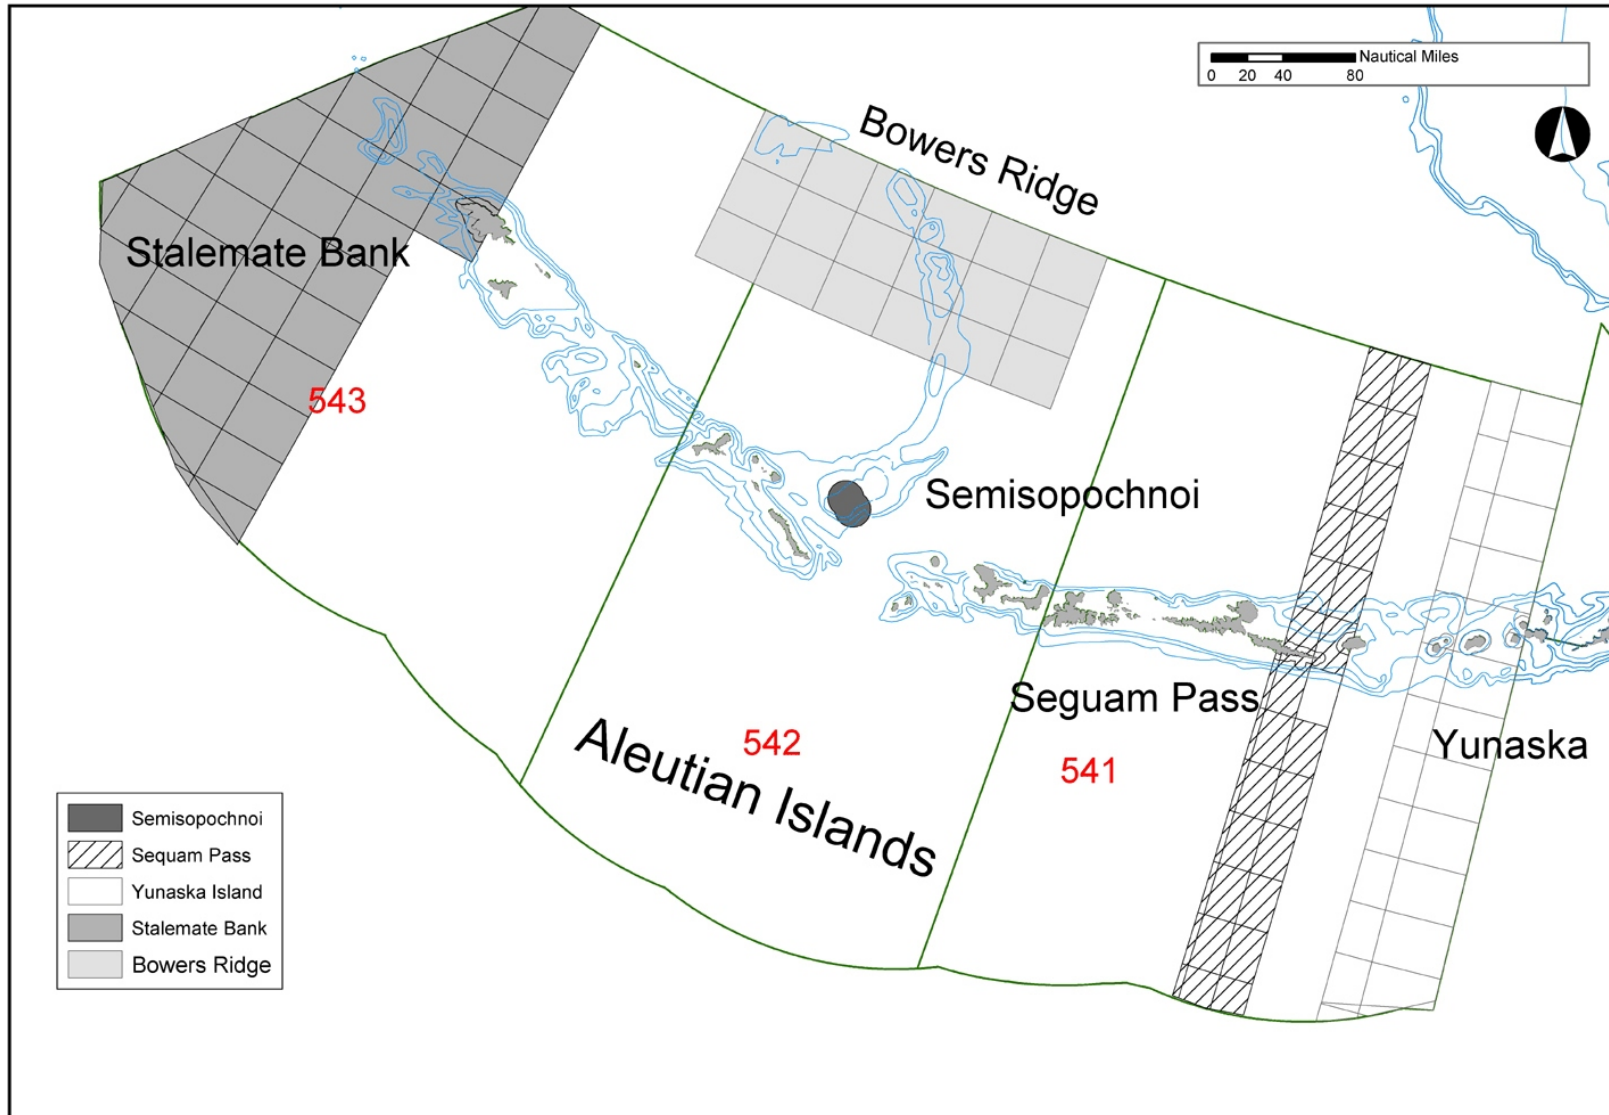 Nautical Miles
0 20 40 80
Bowers Ridge
Stalemate Bank
543
Semisopochnoi
Seguam Pass
Yunaska
542
541
Aleutian Islands
Semisopochnoi
Sequam Pass
Yunaska Island
Stalemate Bank
Bowers Ridge